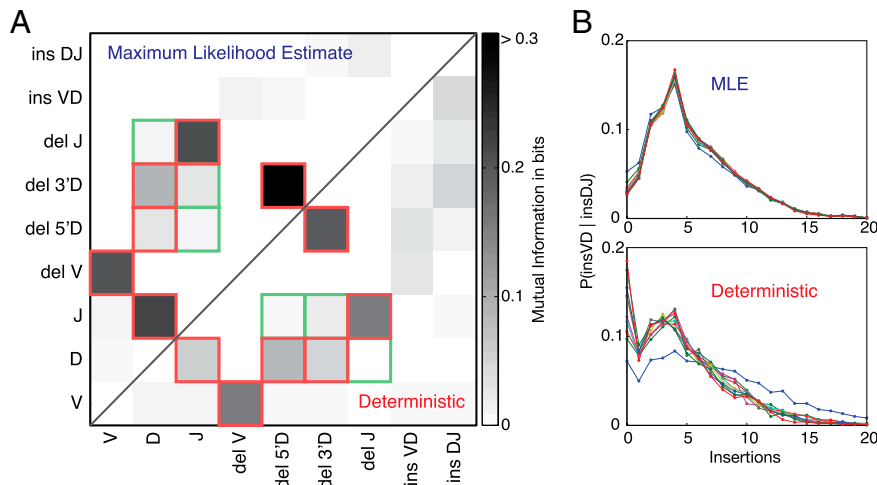 A
Maximum Likelihood Estimate
ins DJ
ins VD
del J
del 3'D
del 5'D
del V
J
D
V
Deterministic
V
D
J
del V
del 5'D
del 3'D
del J
ins VD
ins DJ
> 0.3
0.2
0.1
0
Mutual Information in bits
B
0.2
0.1
0
MLE
0
5
10
15
20
P(insVD | insDJ)
0.2
0.1
0
Deterministic
0
5
10
15
20
Insertions